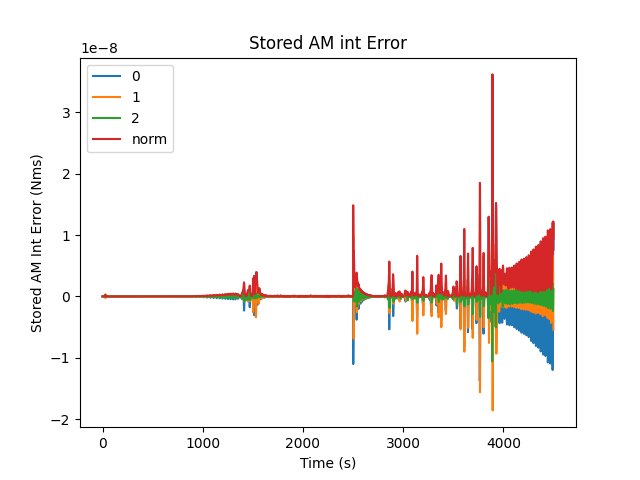 Stored AM int Error
1e−8
0
1
2
norm
3
2
1
0
−1
−2
Stored AM Int Error (Nms)
0
1000
2000
3000
4000
Time (s)